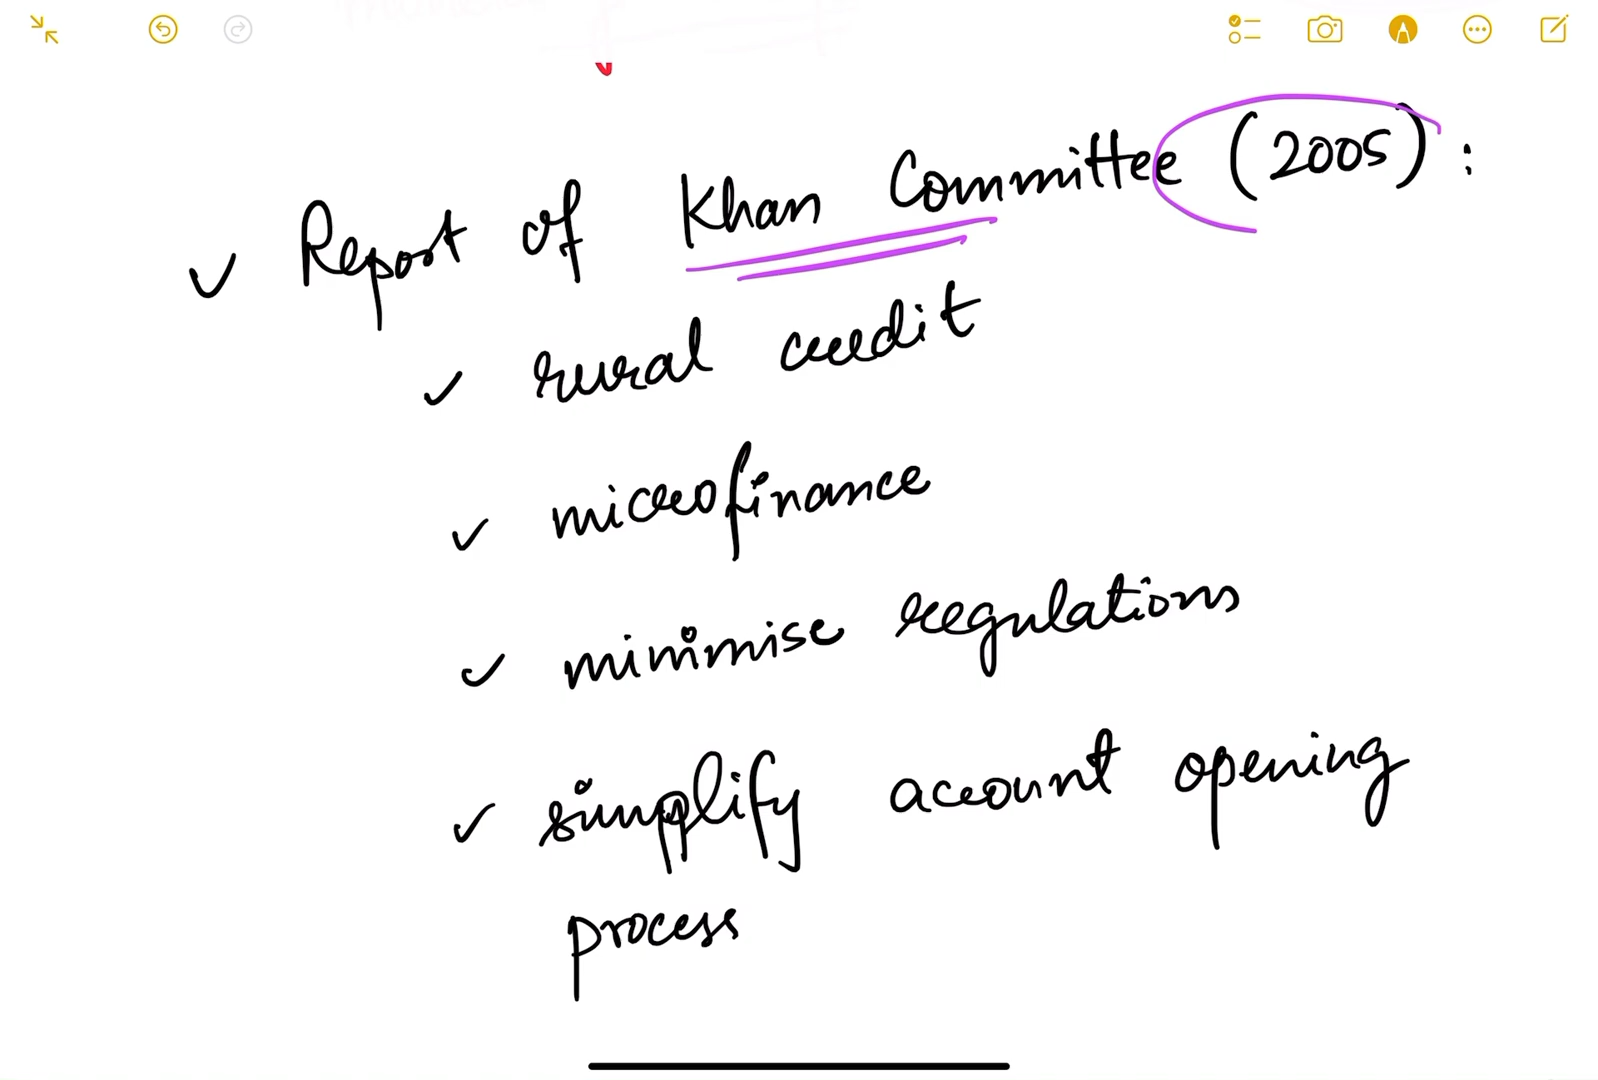 ✓ Report of Khan Committee (2005) :
✓ rural credit
✓ microfinance
✓ minimise regulations
✓ simplify account opening
process